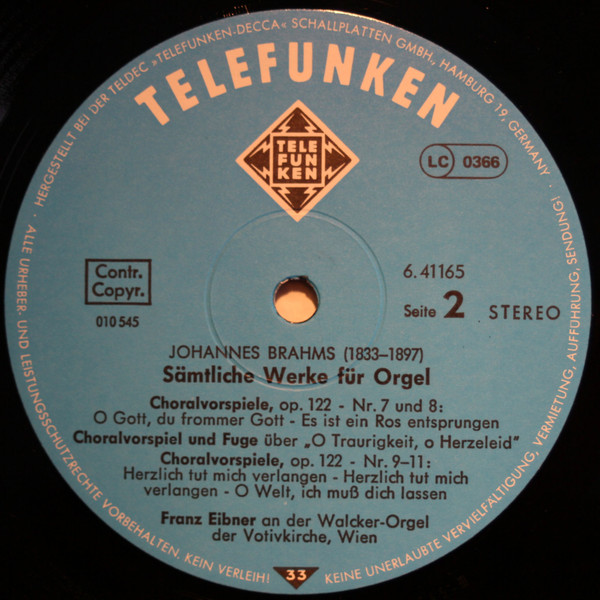 HERGESTELLT BEI DER TELDEC »TELEFUNKEN-DECCA« SCHALLPLATTEN GMBH., HAMBURG 19, GERMANY ·
TELEFUNKEN
TELE
FUN
KEN
LC 0366
Contr.
Copyr.
010 545
6. 41165
Seite 2 STEREO
JOHANNES BRAHMS (1833–1897)
Sämtliche Werke für Orgel
Choralvorspiele, op. 122 - Nr. 7 und 8:
O Gott, du frommer Gott - Es ist ein Ros entsprungen
Choralvorspiel und Fuge über „O Traurigkeit, o Herzeleid"
Choralvorspiele, op. 122 - Nr. 9–11:
Herzlich tut mich verlangen - Herzlich tut mich
verlangen - O Welt, ich muß dich lassen
Franz Eibner an der Walcker-Orgel
der Votivkirche, Wien
33
· ALLE URHEBER- UND LEISTUNGSSCHUTZRECHTE VORBEHALTEN. KEIN VERLEIH! KEINE UNERLAUBTE VERVIELFÄLTIGUNG, VERMIETUNG, AUFFÜHRUNG, SENDUNG!